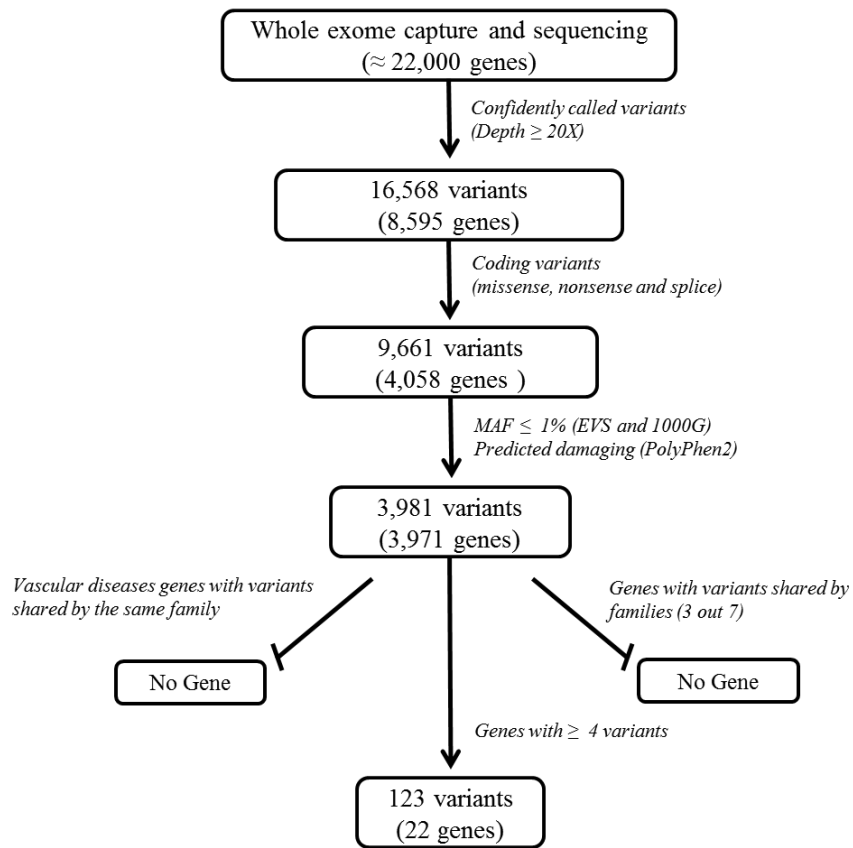 Whole exome capture and sequencing
(≈ 22,000 genes)
Confidently called variants
(Depth ≥ 20X)
16,568 variants
(8,595 genes)
Coding variants
(missense, nonsense and splice)
9,661 variants
(4,058 genes )
MAF ≤ 1% (EVS and 1000G)
Predicted damaging (PolyPhen2)
3,981 variants
(3,971 genes)
Vascular diseases genes with variants
shared by the same family
Genes with variants shared by
families (3 out 7)
No Gene
No Gene
Genes with ≥ 4 variants
123 variants
(22 genes)